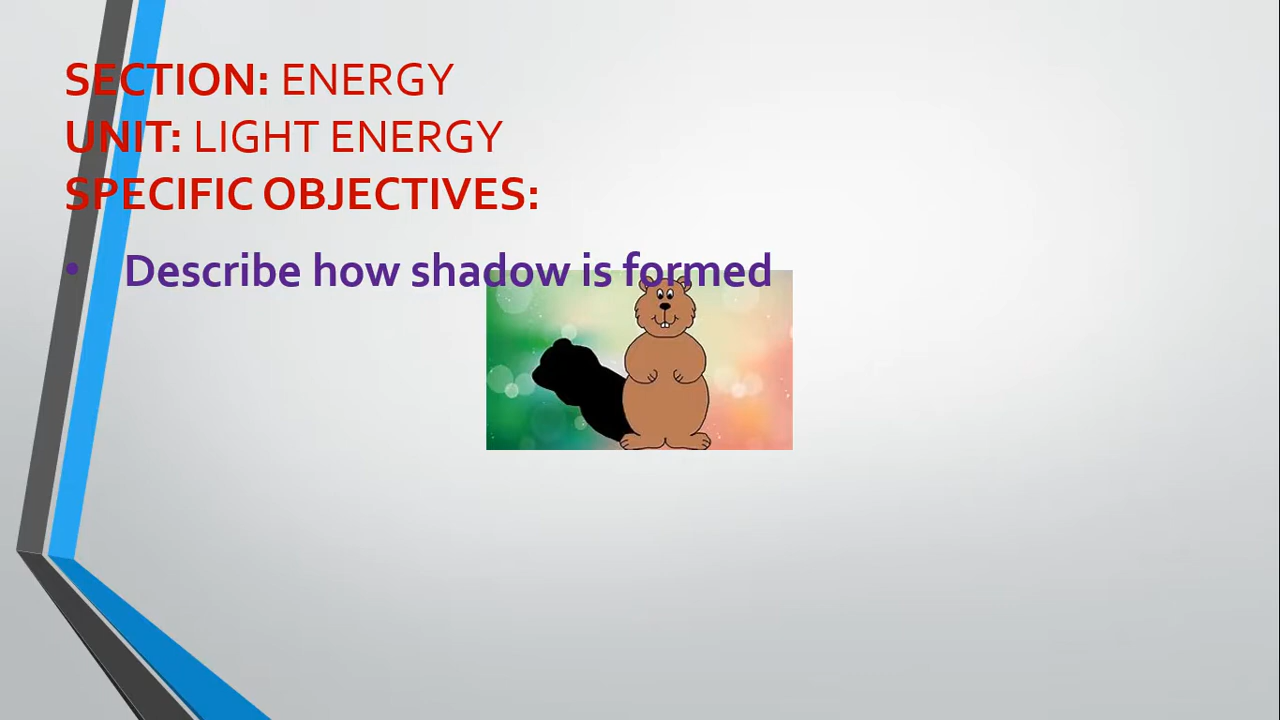 SECTION: ENERGY
UNIT: LIGHT ENERGY
SPECIFIC OBJECTIVES:
• Describe how shadow is formed